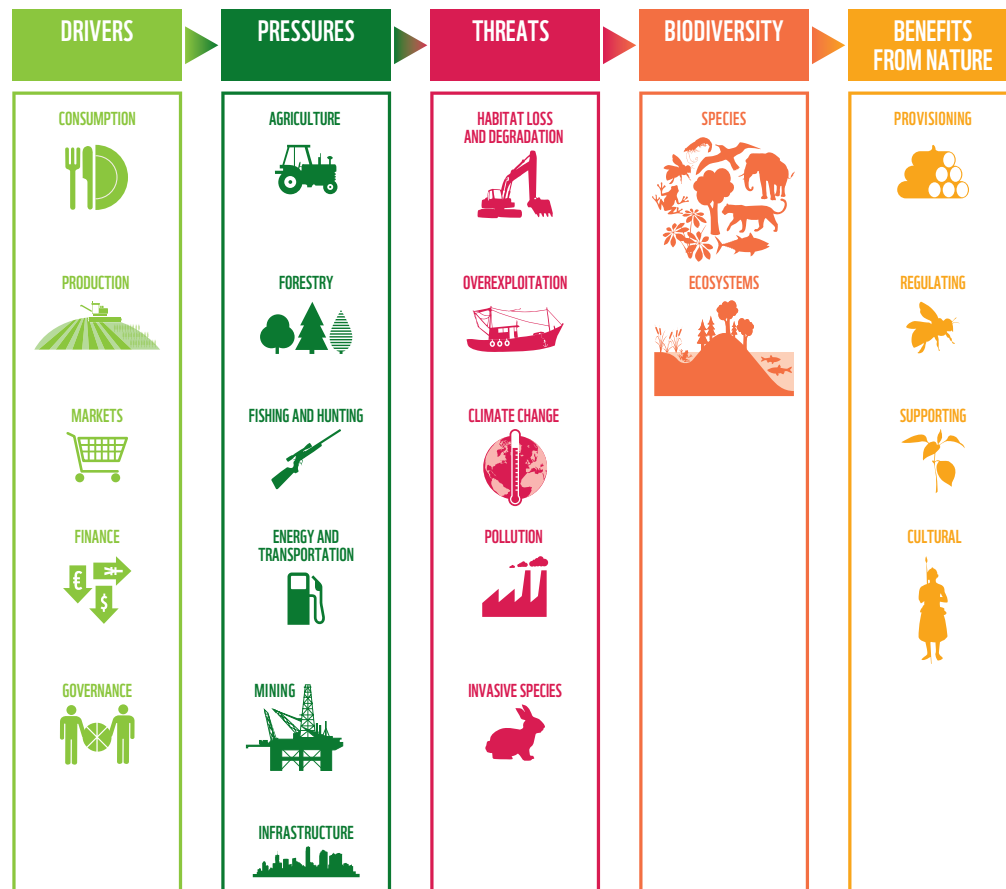 DRIVERS
PRESSURES
THREATS
BIODIVERSITY
BENEFITS
FROM NATURE
CONSUMPTION
PRODUCTION
MARKETS
FINANCE
€
¥
$
GOVERNANCE
AGRICULTURE
FORESTRY
FISHING AND HUNTING
ENERGY AND
TRANSPORTATION
MINING
INFRASTRUCTURE
HABITAT LOSS
AND DEGRADATION
OVEREXPLOITATION
CLIMATE CHANGE
POLLUTION
INVASIVE SPECIES
SPECIES
ECOSYSTEMS
PROVISIONING
REGULATING
SUPPORTING
CULTURAL